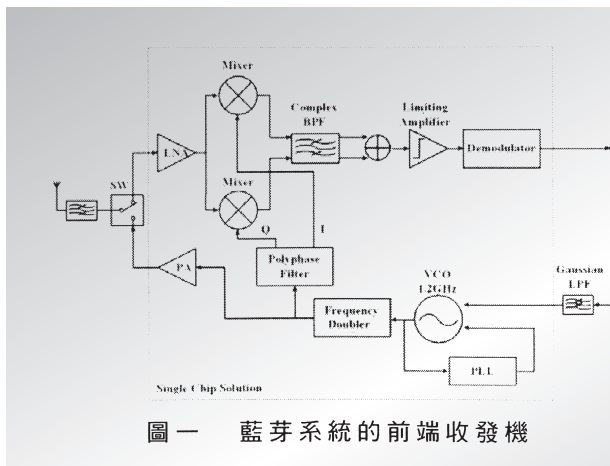 Mixer
Complex
BPF
Limiting
Amplifier
LNA
Demodulator
SW
Mixer
Q
I
PA
Polyphase
Filter
VCO
1.2GHz
Gaussian
LPF
Frequency
Doubler
PLL
Single Chip Solution
圖一 藍芽系統的前端收發機